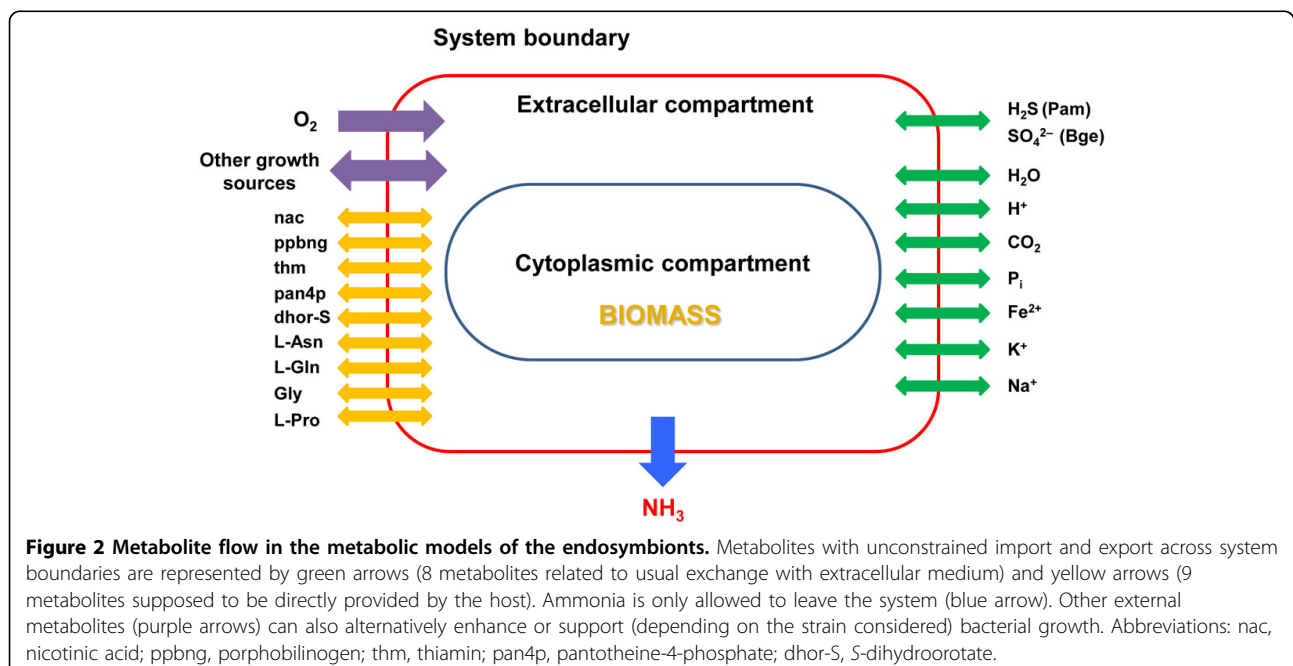 System boundary
Extracellular compartment
O₂
Other growth
sources
nac
ppbng
thm
pan4p
dhor-S
L-Asn
L-Gln
Gly
L-Pro
Cytoplasmic compartment
BIOMASS
H₂S (Pam)
SO₄²⁻ (Bge)
H₂O
H⁺
CO₂
Pᵢ
Fe²⁺
K⁺
Na⁺
NH₃
Figure 2 Metabolite flow in the metabolic models of the endosymbionts. Metabolites with unconstrained import and export across system
boundaries are represented by green arrows (8 metabolites related to usual exchange with extracellular medium) and yellow arrows (9
metabolites supposed to be directly provided by the host). Ammonia is only allowed to leave the system (blue arrow). Other external
metabolites (purple arrows) can also alternatively enhance or support (depending on the strain considered) bacterial growth. Abbreviations: nac,
nicotinic acid; ppbng, porphobilinogen; thm, thiamin; pan4p, pantotheine-4-phosphate; dhor-S, S-dihydroorotate.